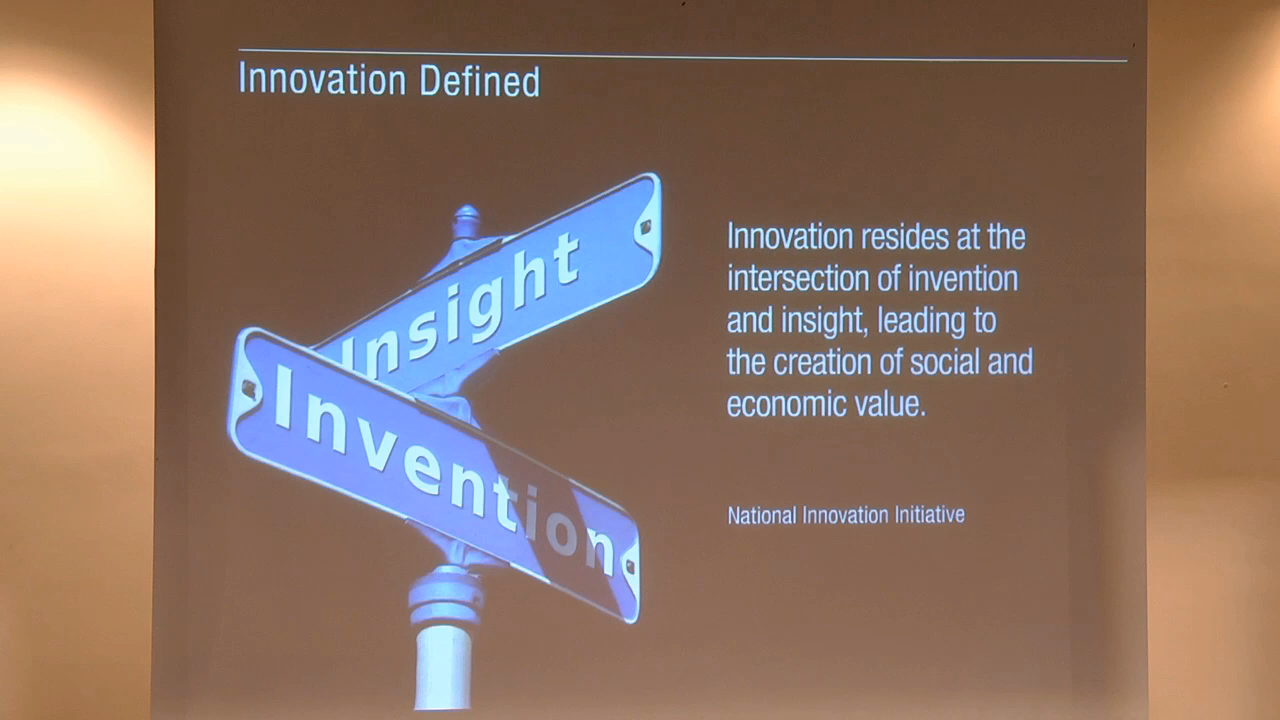 Innovation Defined
Insight
Invention
Innovation resides at the
intersection of invention
and insight, leading to
the creation of social and
economic value.
National Innovation Initiative